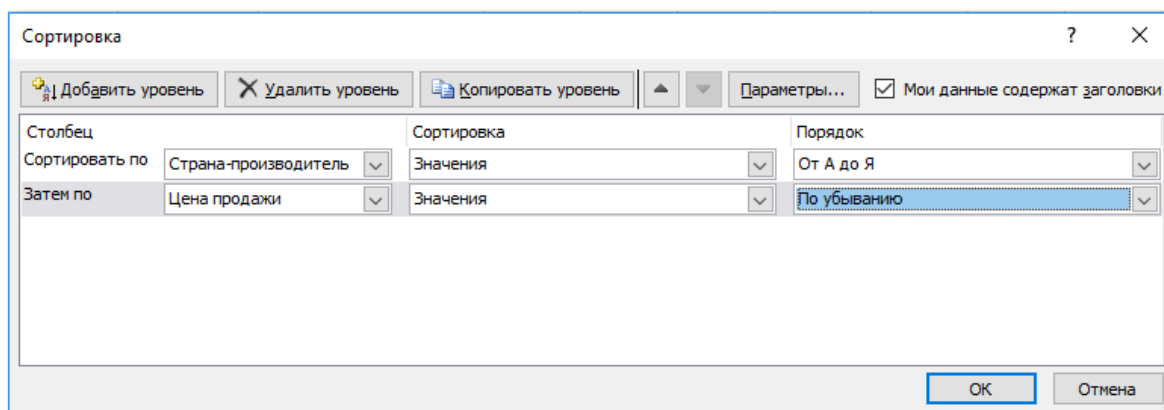 Сортировка ?
Добавить уровень Удалить уровень Копировать уровень Параметры... Мои данные содержат заголовки
Столбец Сортировка Порядок
Сортировать по Страна-производитель Значения От А до Я
Затем по Цена продажи Значения По убыванию
ОК Отмена